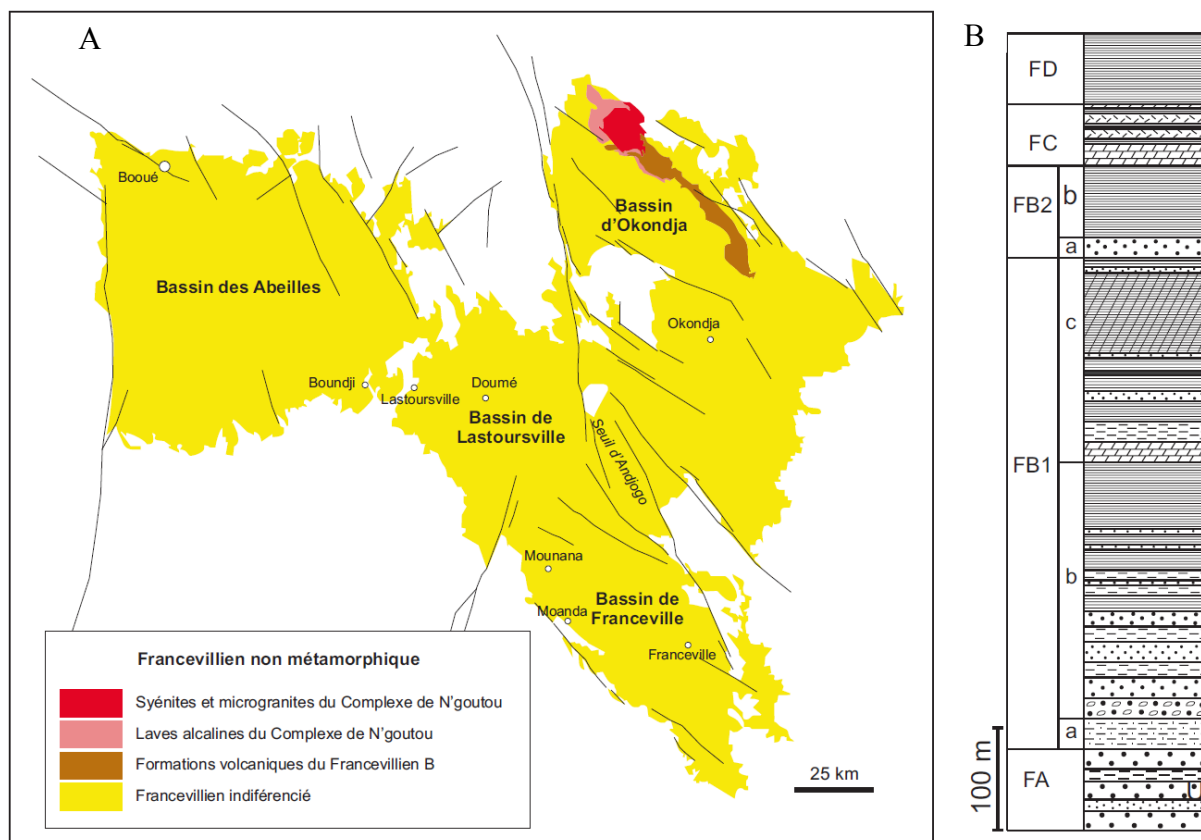 A
Booué
Bassin des Abeilles
Bassin
d'Okondja
Okondja
Boundji
Lastoursville
Doumé
Bassin de
Lastoursville
Seuil d'Andjogo
Mounana
Bassin de
Franceville
Moanda
Franceville
Francevillien non métamorphique
Syénites et microgranites du Complexe de N'goutou
Laves alcalines du Complexe de N'goutou
Formations volcaniques du Francevillien B
Francevillien indiférencié
25 km
B
FD
FC
FB2
b
a
c
FB1
b
a
FA
U
100 m